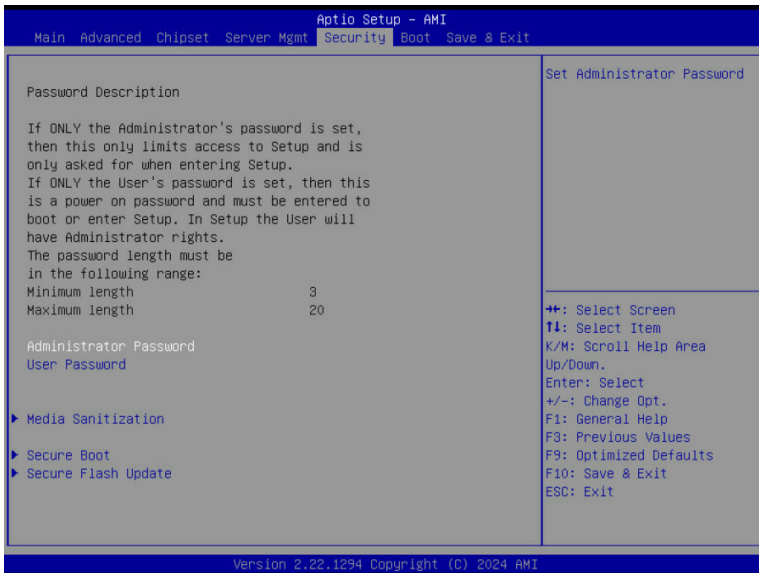 Aptio Setup - AMI
Main Advanced Chipset Server Mgmt Security Boot Save & Exit
Password Description
If ONLY the Administrator's password is set,
then this only limits access to Setup and is
only asked for when entering Setup.
If ONLY the User's password is set, then this
is a power on password and must be entered to
boot or enter Setup. In Setup the User will
have Administrator rights.
The password length must be
in the following range:
Minimum length 3
Maximum length 20
Administrator Password
User Password
Media Sanitization
Secure Boot
Secure Flash Update
Set Administrator Password
→←: Select Screen
↑↓: Select Item
K/M: Scroll Help Area
Up/Down.
Enter: Select
+/-: Change Opt.
F1: General Help
F3: Previous Values
F9: Optimized Defaults
F10: Save & Exit
ESC: Exit
Version 2.22.1294 Copyright (C) 2024 AMI